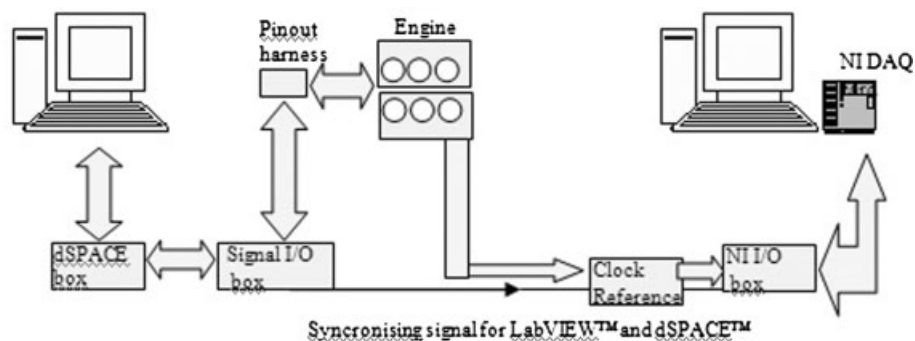 Pinout
harness
Engine
NI DAQ
dSPACE
box
Signal I/O
box
Clock
Reference
NI I/O
box
Syncronising signal for LabVIEW™ and dSPACE™